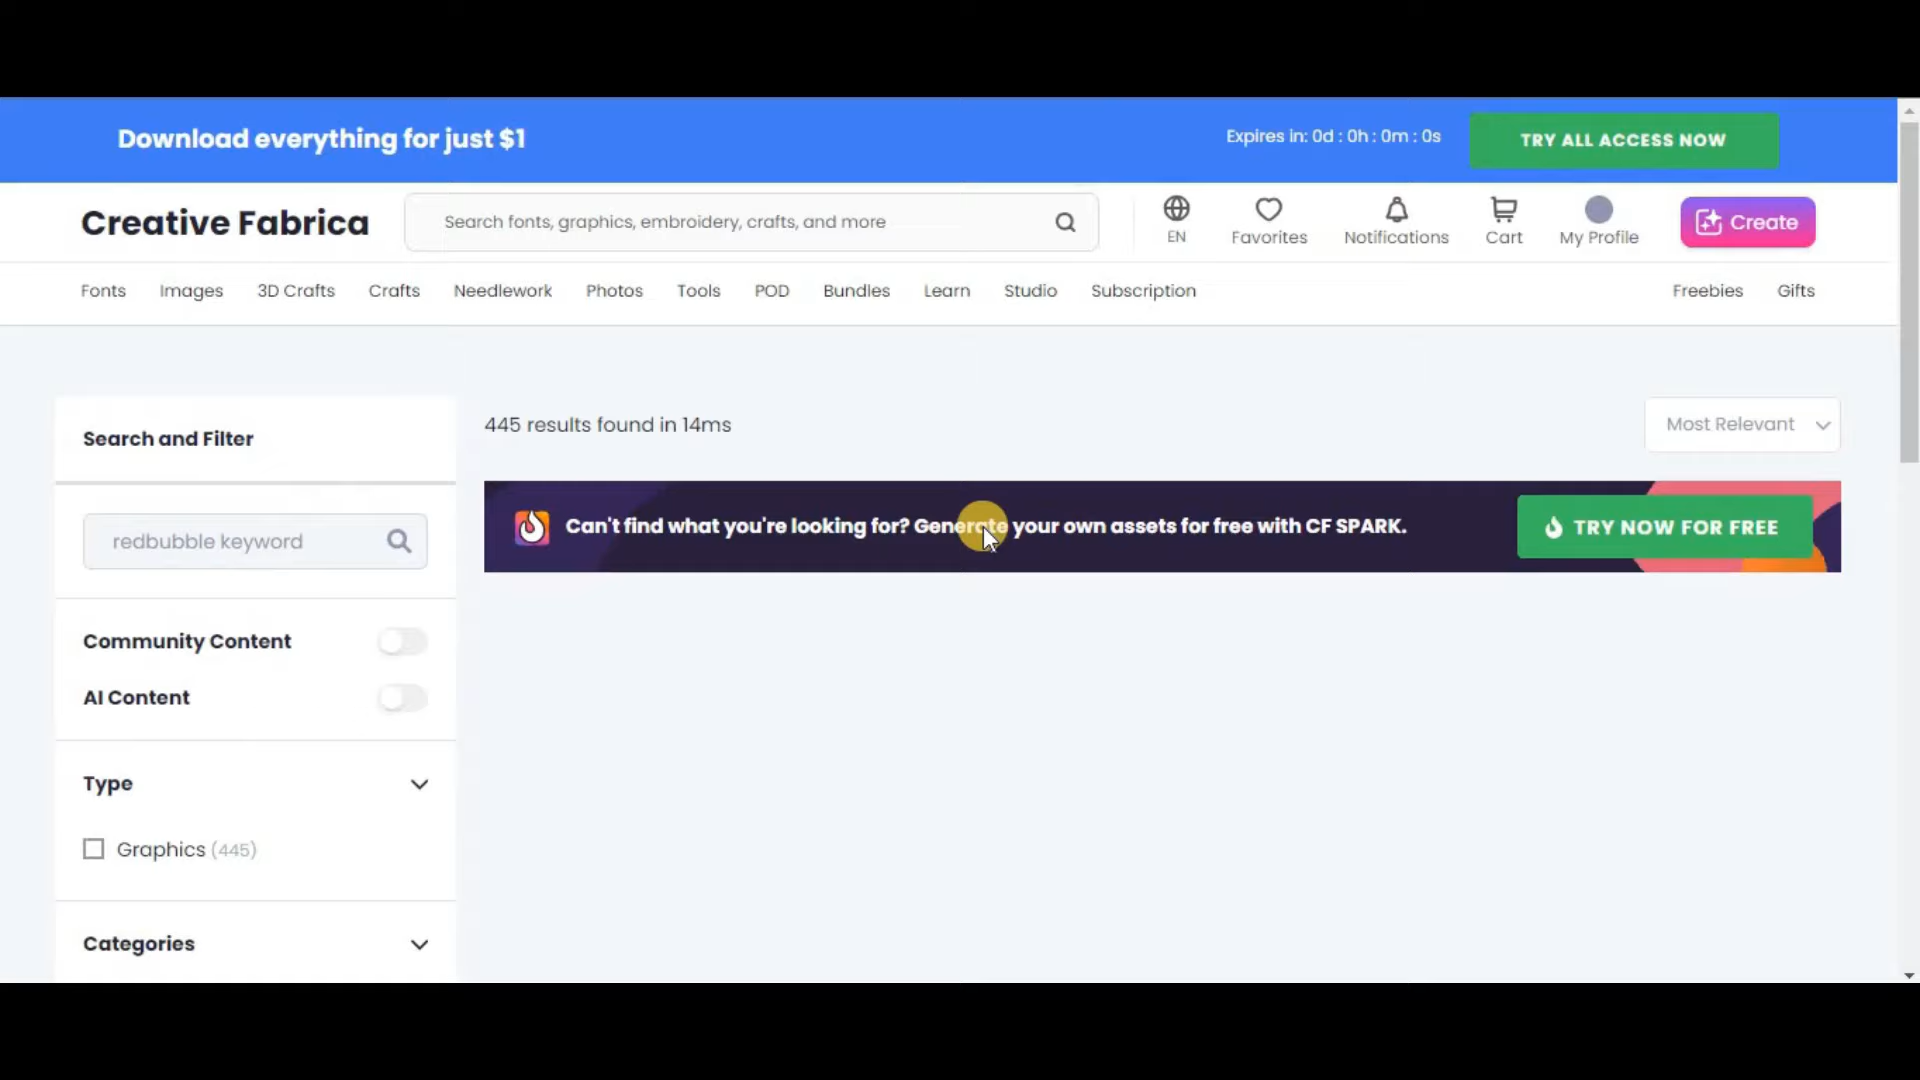 Download everything for just $1
Expires in: 0d : 0h : 0m : 0s
TRY ALL ACCESS NOW
Creative Fabrica
Search fonts, graphics, embroidery, crafts, and more
EN
Favorites
Notifications
Cart
My Profile
Create
Fonts
Images
3D Crafts
Crafts
Needlework
Photos
Tools
POD
Bundles
Learn
Studio
Subscription
Freebies
Gifts
Search and Filter
445 results found in 14ms
Most Relevant
redbubble keyword
Can't find what you're looking for? Generate your own assets for free with CF SPARK.
TRY NOW FOR FREE
Community Content
AI Content
Type
Graphics (445)
Categories